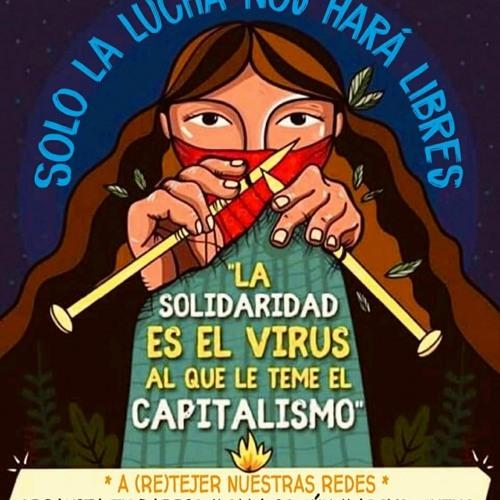 SOLO LA LUCHA NOS HARÁ LIBRES
"LA
SOLIDARIDAD
ES EL VIRUS
AL QUE LE TEME EL
CAPITALISMO"
* A (RE)TEJER NUESTRAS REDES *